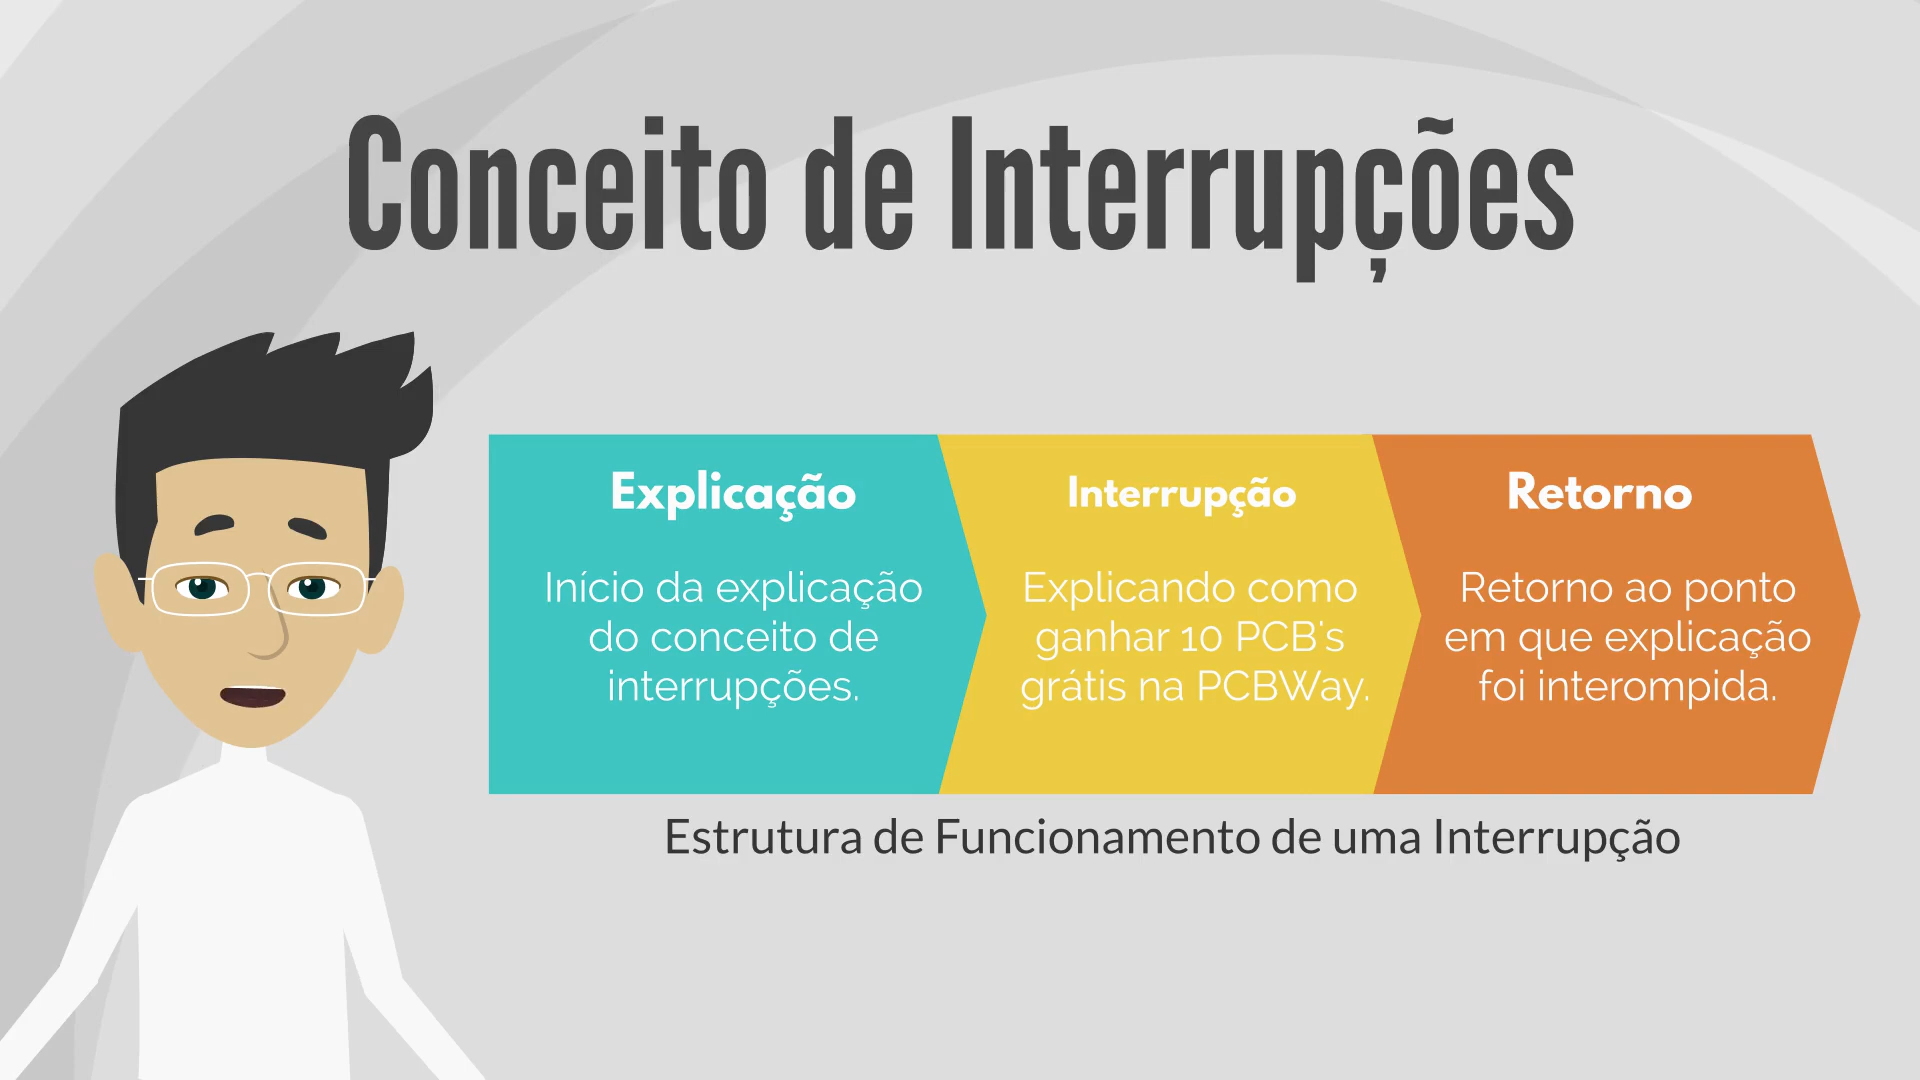 Conceito de Interrupções
Explicação
Início da explicação
do conceito de
interrupções.
Interrupção
Explicando como
ganhar 10 PCB's
grátis na PCBWay.
Retorno
Retorno ao ponto
em que explicação
foi interompida.
Estrutura de Funcionamento de uma Interrupção